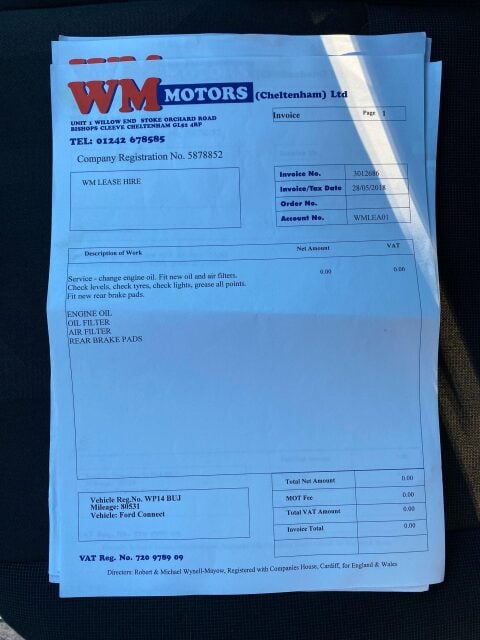 WM MOTORS (Cheltenham) Ltd
UNIT 1 WILLOW END STOKE ORCHARD ROAD
BISHOPS CLEEVE CHELTENHAM GL52 4RP
TEL: 01242 678585
Company Registration No. 5878852
Invoice Page 1
WM LEASE HIRE
Invoice No. 3012686
Invoice/Tax Date 28/05/2018
Order No.
Account No. WMLEA01
Description of Work Net Amount VAT
Service - change engine oil. Fit new oil and air filters. 0.00 0.00
Check levels, check tyres, check lights, grease all points.
Fit new rear brake pads.
ENGINE OIL
OIL FILTER
AIR FILTER
REAR BRAKE PADS
Vehicle Reg.No. WP14 BUJ
Mileage: 80531
Vehicle: Ford Connect
Total Net Amount 0.00
MOT Fee 0.00
Total VAT Amount 0.00
Invoice Total 0.00
VAT Reg. No. 720 9789 09
Directors: Robert & Michael Wynell-Mayow, Registered with Companies House, Cardiff, for England & Wales